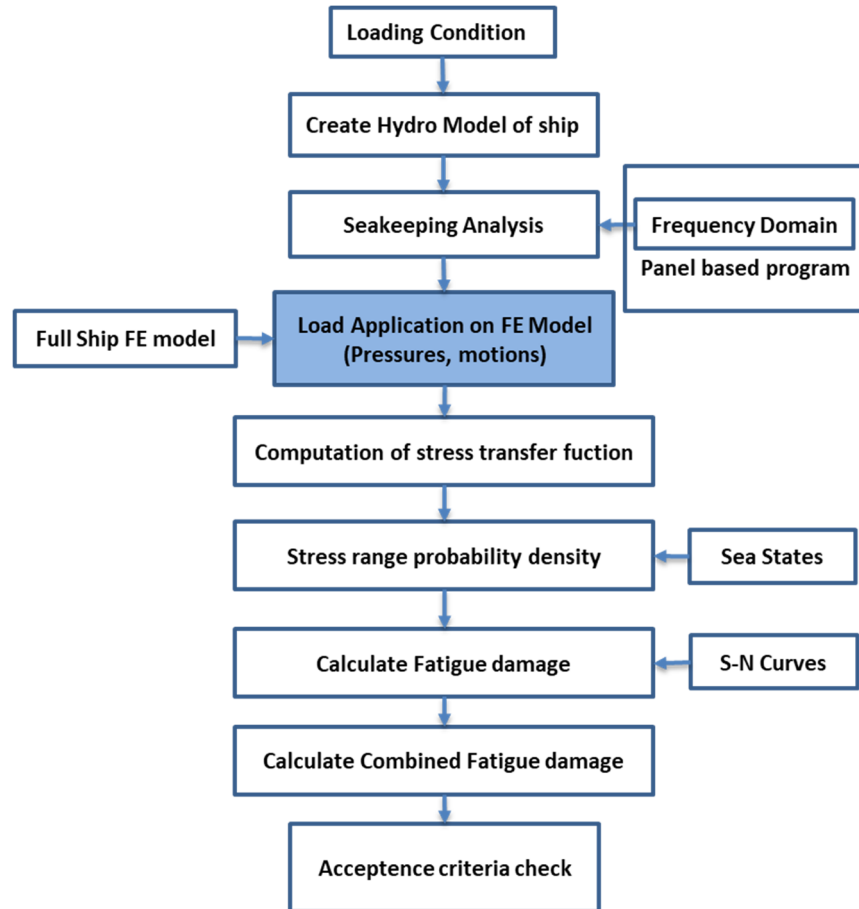 Loading Condition
Create Hydro Model of ship
Seakeeping Analysis
Frequency Domain
Panel based program
Full Ship FE model
Load Application on FE Model
(Pressures, motions)
Computation of stress transfer fuction
Stress range probability density
Sea States
Calculate Fatigue damage
S-N Curves
Calculate Combined Fatigue damage
Acceptence criteria check